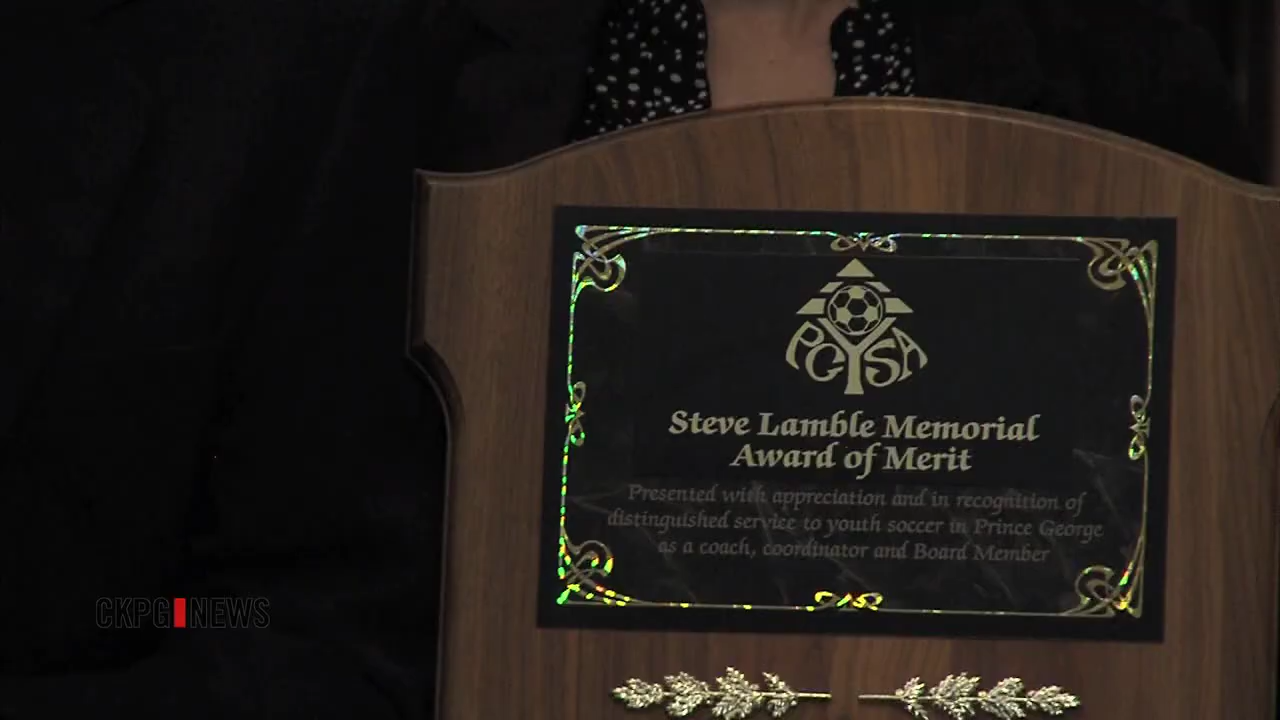 PGYSA
Steve Lamble Memorial
Award of Merit
Presented with appreciation and in recognition of
distinguished service to youth soccer in Prince George
as a coach, coordinator and Board Member
CKPG NEWS